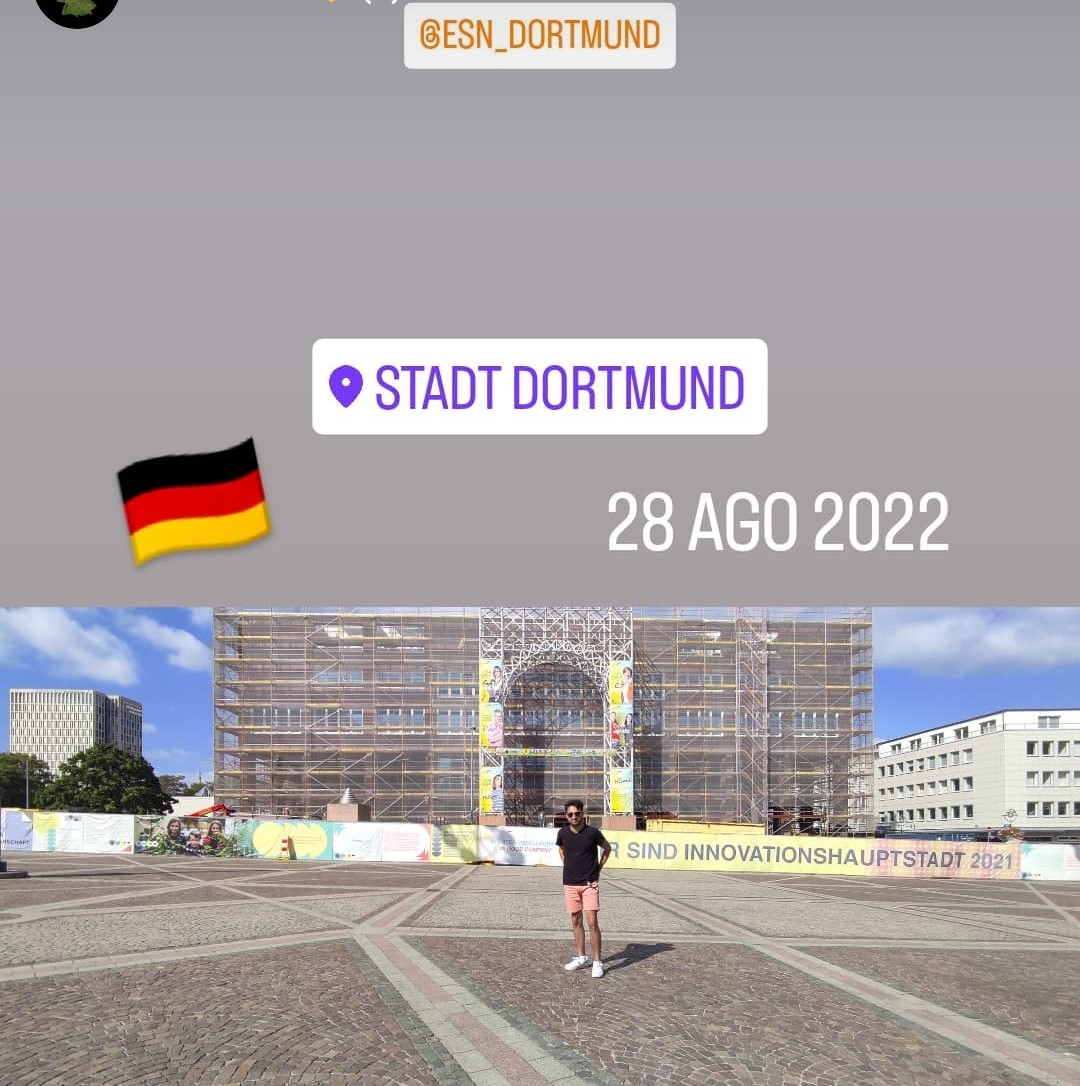 @ESN_DORTMUND
STADT DORTMUND
28 AGO 2022
R SIND INNOVATIONSHAUPTSTADT 2021